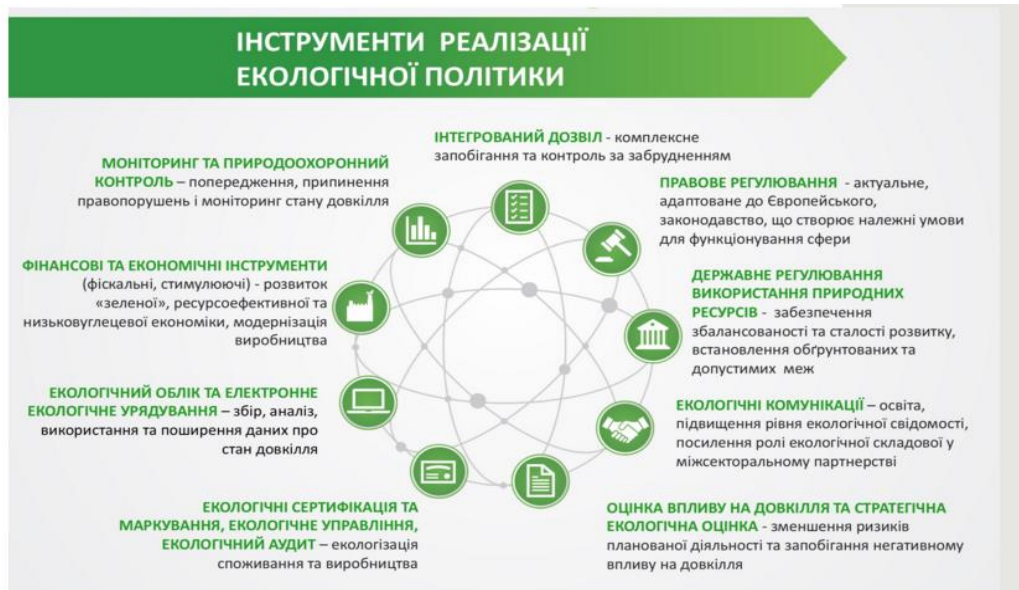 ІНСТРУМЕНТИ РЕАЛІЗАЦІЇ
ЕКОЛОГІЧНОЇ ПОЛІТИКИ
ІНТЕГРОВАНИЙ ДОЗВІЛ - комплексне
запобігання та контроль за забрудненням
ПРАВОВЕ РЕГУЛЮВАННЯ - актуальне,
адаптоване до Європейського,
законодавство, що створює належні умови
для функціонування сфери
ДЕРЖАВНЕ РЕГУЛЮВАННЯ
ВИКОРИСТАННЯ ПРИРОДНИХ
РЕСУРСІВ - забезпечення
збалансованості та сталості розвитку,
встановлення обґрунтованих та
допустимих меж
ЕКОЛОГІЧНІ КОМУНІКАЦІЇ – освіта,
підвищення рівня екологічної свідомості,
посилення ролі екологічної складової у
міжсекторальному партнерстві
ОЦІНКА ВПЛИВУ НА ДОВКІЛЛЯ ТА СТРАТЕГІЧНА
ЕКОЛОГІЧНА ОЦІНКА - зменшення ризиків
планованої діяльності та запобігання негативному
впливу на довкілля
ЕКОЛОГІЧНІ СЕРТИФІКАЦІЯ ТА
МАРКУВАННЯ, ЕКОЛОГІЧНЕ УПРАВЛІННЯ,
ЕКОЛОГІЧНИЙ АУДИТ – екологізація
споживання та виробництва
ЕКОЛОГІЧНИЙ ОБЛІК ТА ЕЛЕКТРОННЕ
ЕКОЛОГІЧНЕ УРЯДУВАННЯ – збір, аналіз,
використання та поширення даних про
стан довкілля
ФІНАНСОВІ ТА ЕКОНОМІЧНІ ІНСТРУМЕНТИ
(фіскальні, стимулюючі) - розвиток
«зеленої», ресурсоефективної та
низьковуглецевої економіки, модернізація
виробництва
МОНІТОРИНГ ТА ПРИРОДООХОРОННИЙ
КОНТРОЛЬ – попередження, припинення
правопорушень і моніторинг стану довкілля